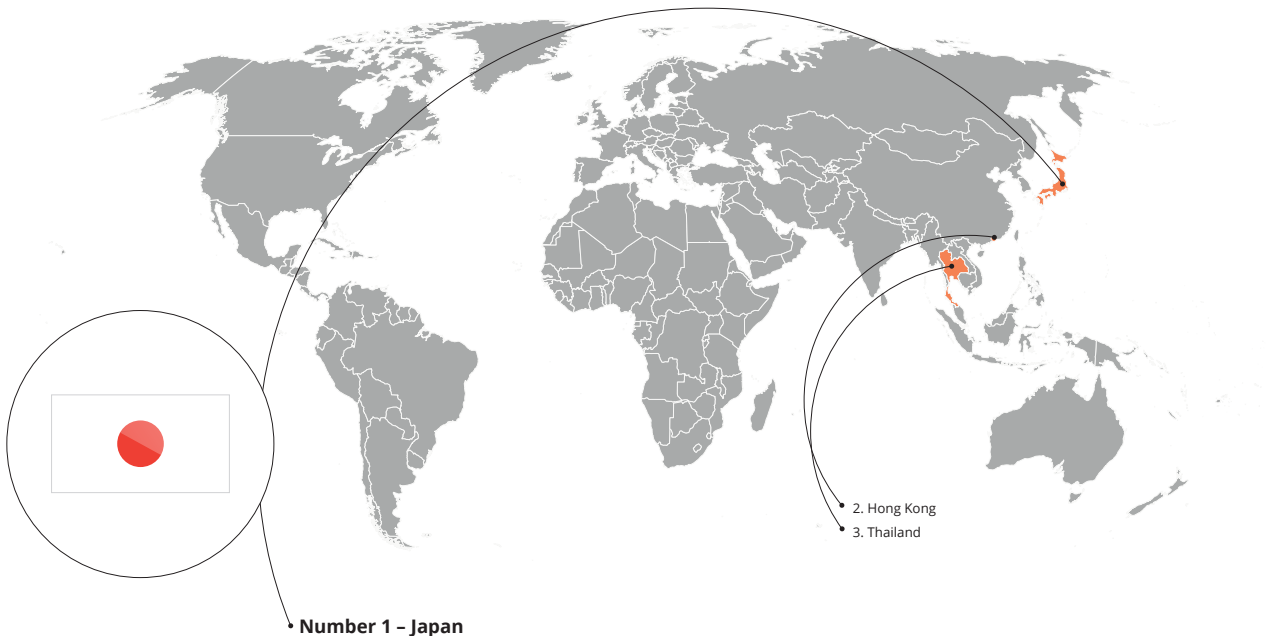 2. Hong Kong
3. Thailand
Number 1 – Japan